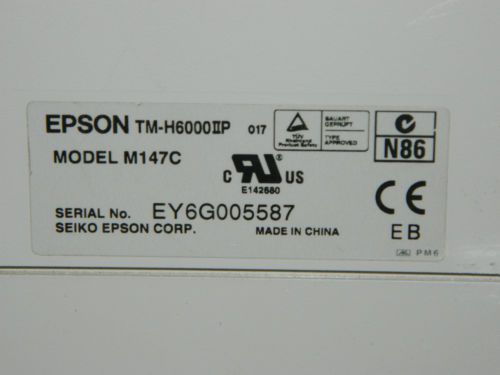 EPSON TM-H6000IIP 017
TÜV
Rheinland
Product Safety
BAUART
GEPRÜFT
TYPE
APPROVED
N86
MODEL M147C
C RU US
E142680
SERIAL No. EY6G005587
SEIKO EPSON CORP. MADE IN CHINA
CE
EB
PM6